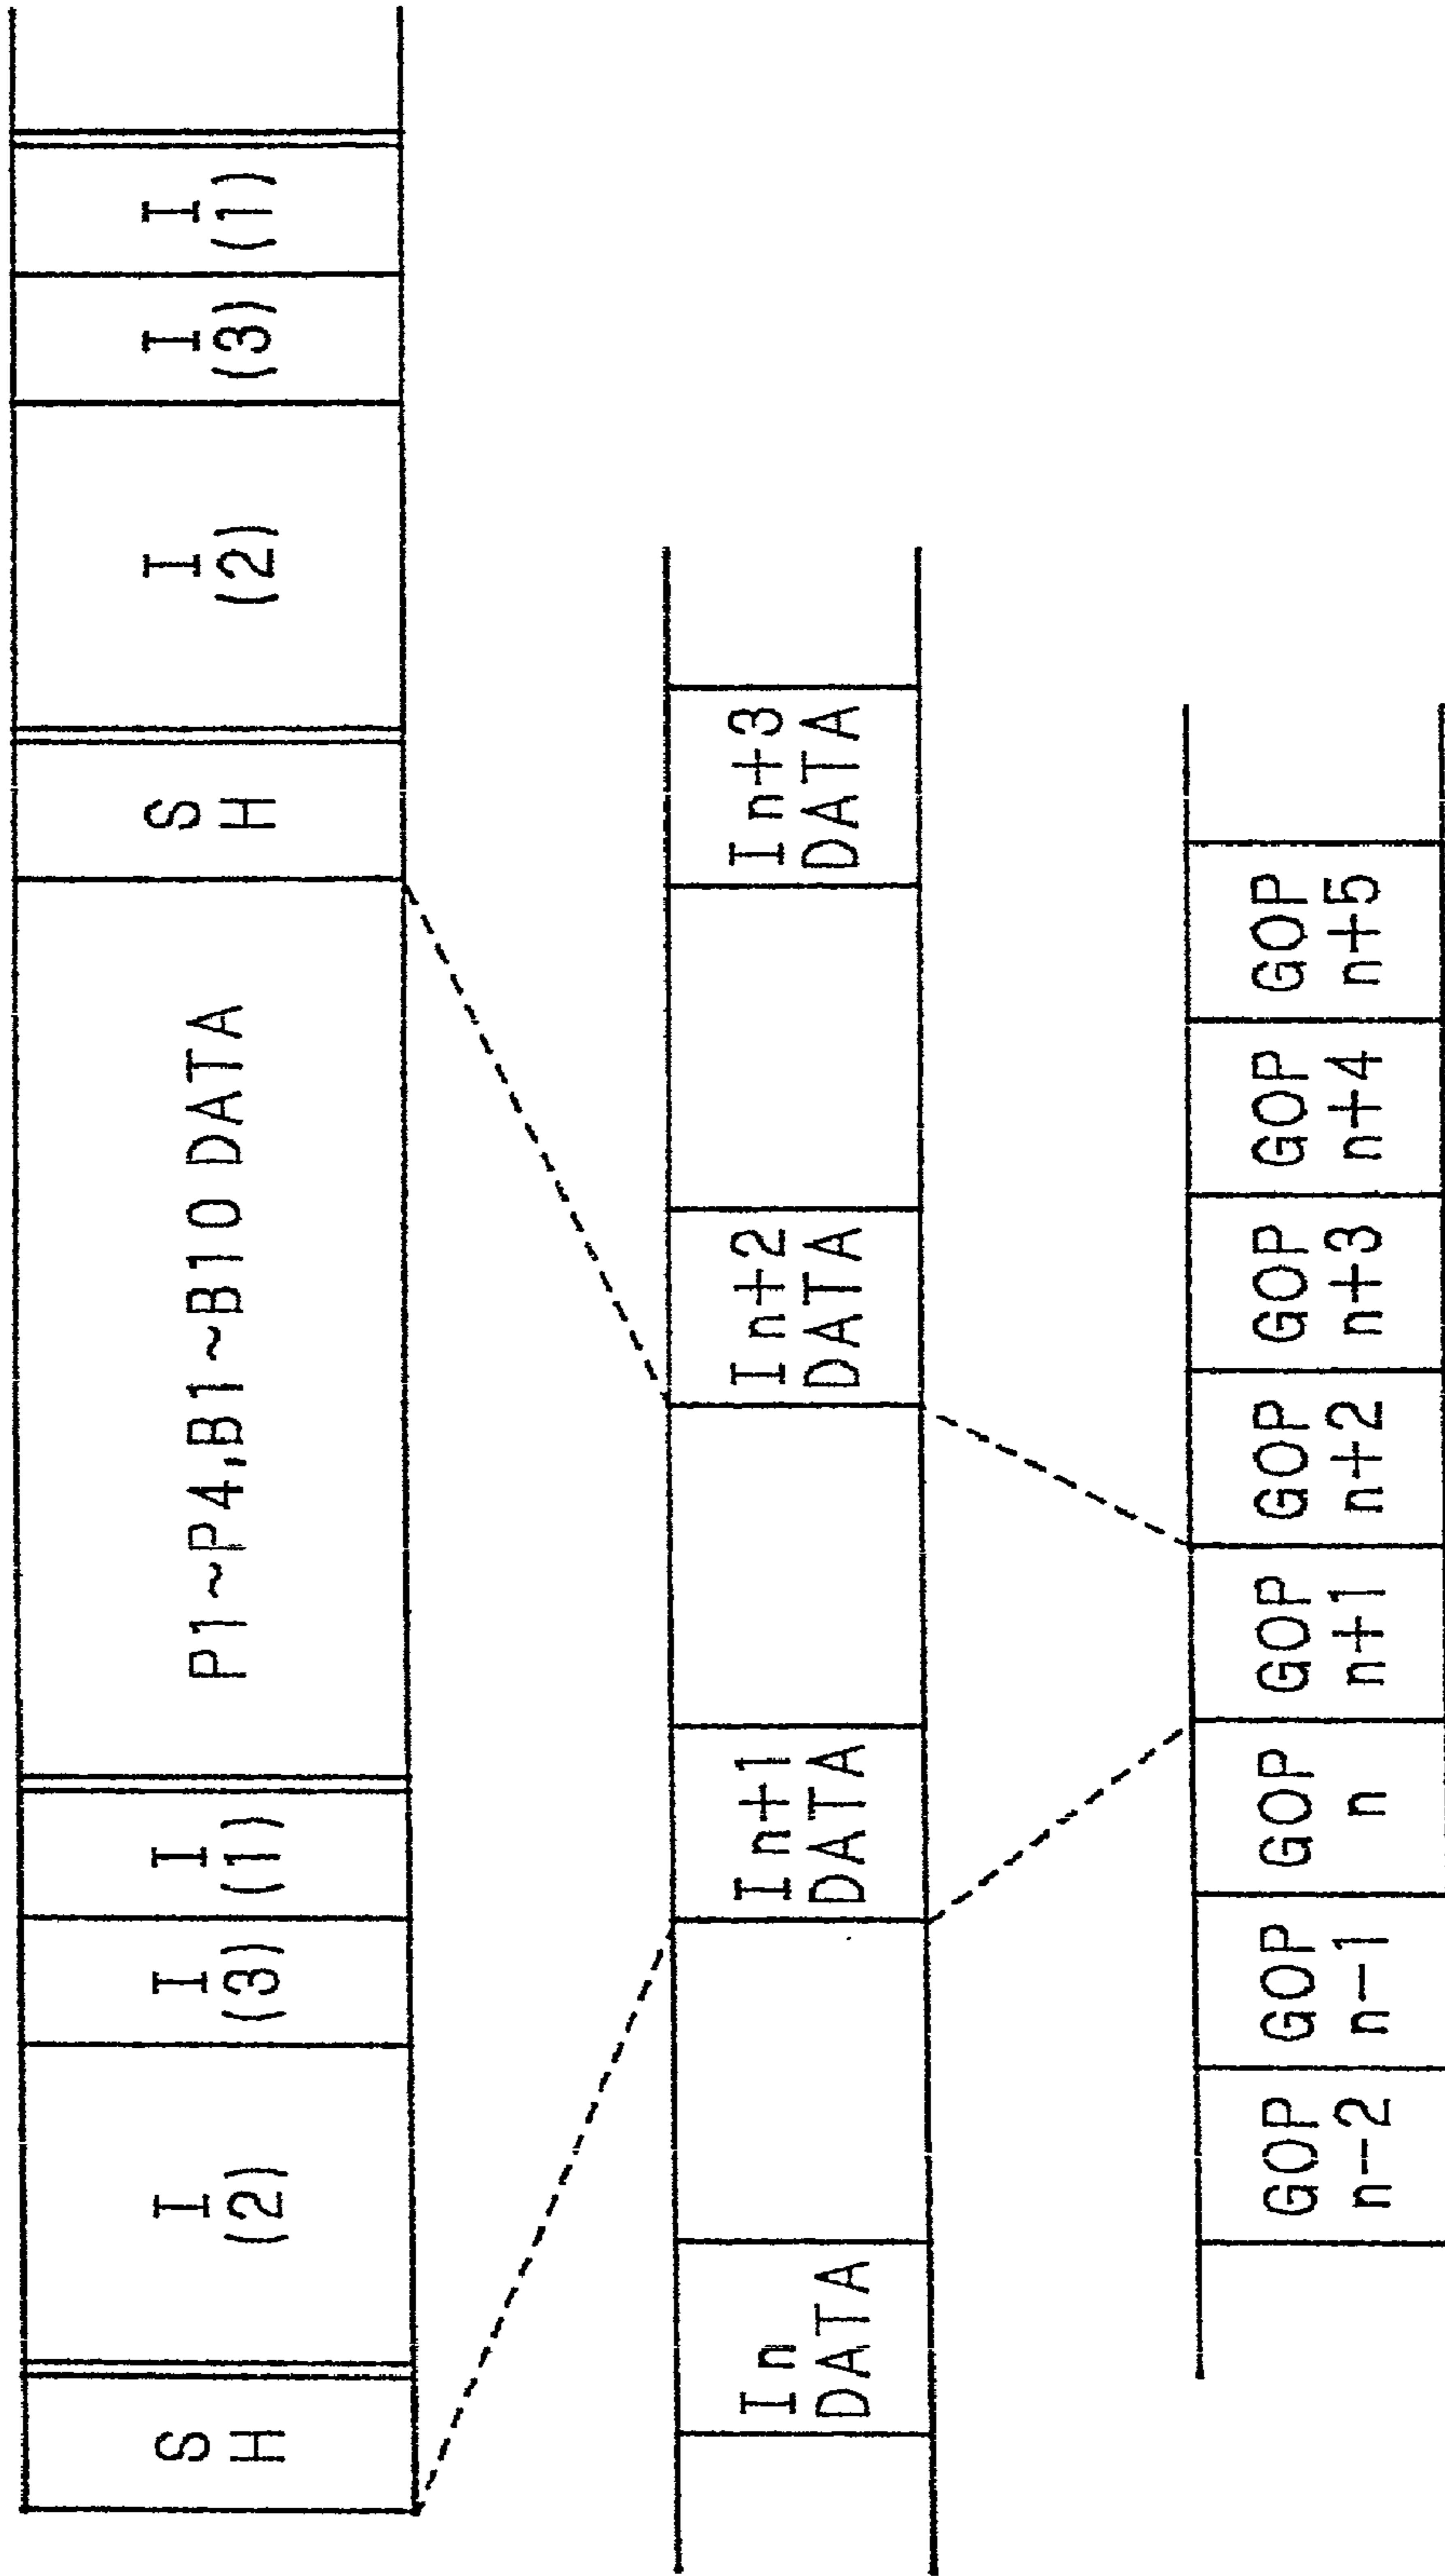 S
H
I
(2)
I
(3)
I
(1)
P1~P4,B1~B10 DATA
S
H
I
(2)
I
(3)
I
(1)
In
DATA
In+1
DATA
In+2
DATA
In+3
DATA
GOP
n-2
GOP
n-1
GOP
n
GOP
n+1
GOP
n+2
GOP
n+3
GOP
n+4
GOP
n+5